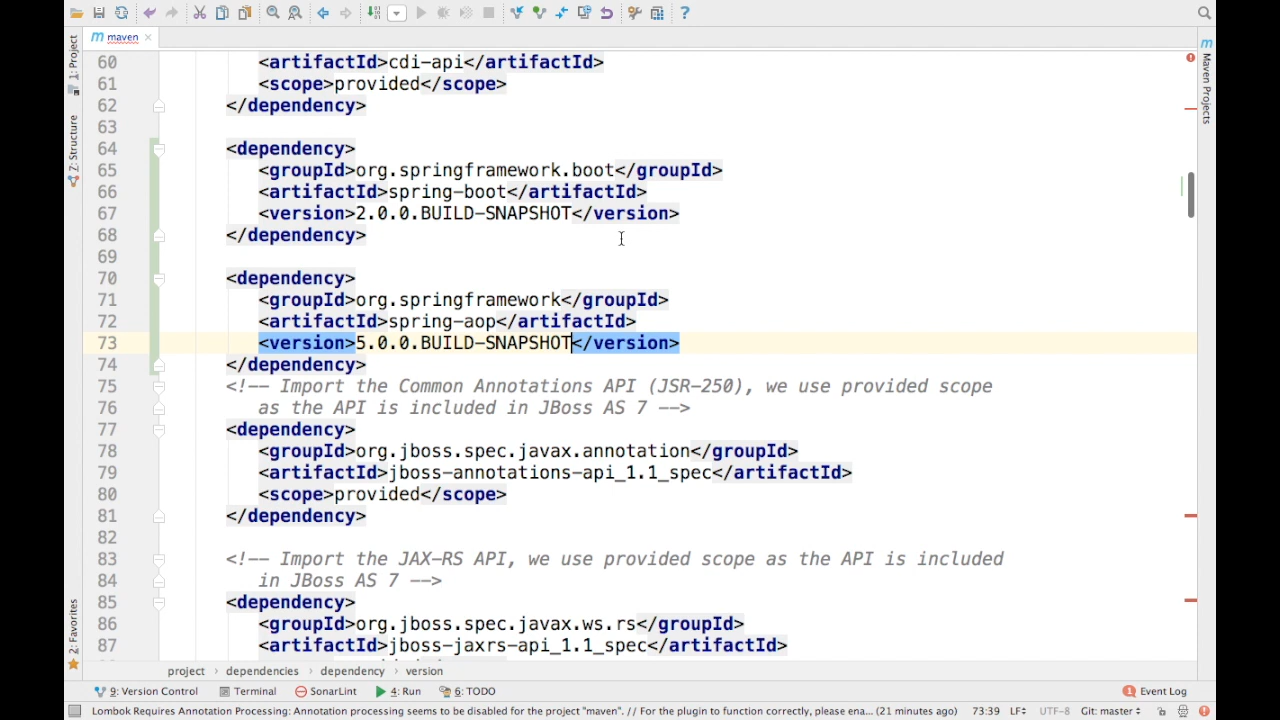 maven
1: Project
7: Structure
2: Favorites
Maven Projects
60 <artifactId>cdi-api</artifactId>
61 <scope>provided</scope>
62 </dependency>
63
64 <dependency>
65 <groupId>org.springframework.boot</groupId>
66 <artifactId>spring-boot</artifactId>
67 <version>2.0.0.BUILD-SNAPSHOT</version>
68 </dependency>
69
70 <dependency>
71 <groupId>org.springframework</groupId>
72 <artifactId>spring-aop</artifactId>
73 <version>5.0.0.BUILD-SNAPSHOT</version>
74 </dependency>
75 <!-- Import the Common Annotations API (JSR-250), we use provided scope
76 as the API is included in JBoss AS 7 -->
77 <dependency>
78 <groupId>org.jboss.spec.javax.annotation</groupId>
79 <artifactId>jboss-annotations-api_1.1_spec</artifactId>
80 <scope>provided</scope>
81 </dependency>
82
83 <!-- Import the JAX-RS API, we use provided scope as the API is included
84 in JBoss AS 7 -->
85 <dependency>
86 <groupId>org.jboss.spec.javax.ws.rs</groupId>
87 <artifactId>jboss-jaxrs-api_1.1_spec</artifactId>
project › dependencies › dependency › version
9: Version Control Terminal SonarLint 4: Run 6: TODO 1 Event Log
Lombok Requires Annotation Processing: Annotation processing seems to be disabled for the project "maven". // For the plugin to function correctly, please ena... (21 minutes ago) 73:39 LF UTF-8 Git: master